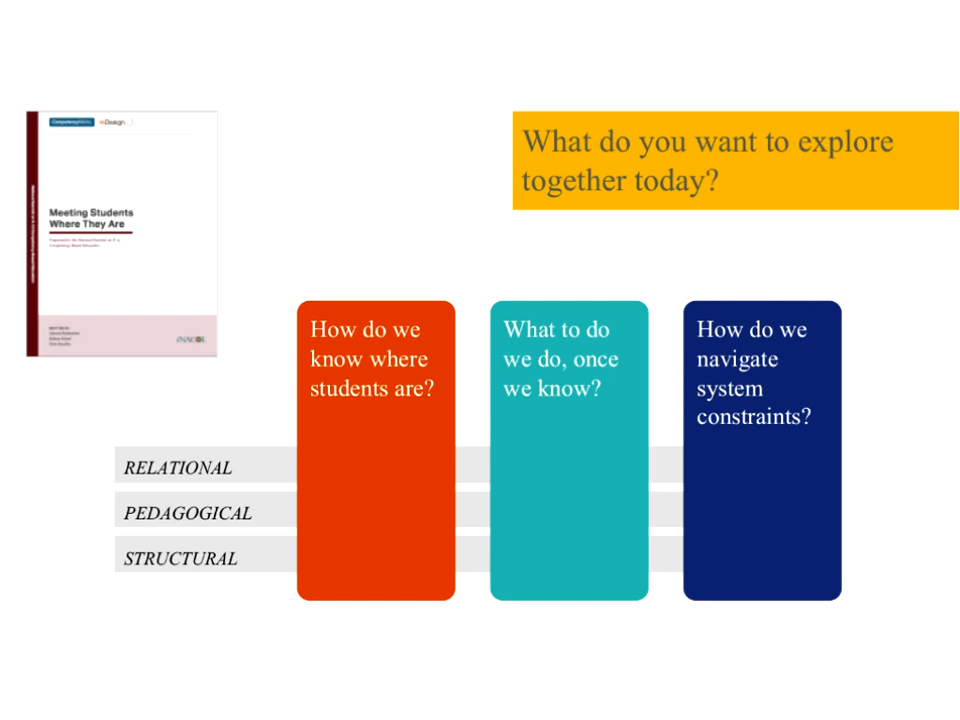 CompetencyWorks
Meeting Students
Where They Are
What do you want to explore
together today?
How do we
know where
students are?
What to do
we do, once
we know?
How do we
navigate
system
constraints?
RELATIONAL
PEDAGOGICAL
STRUCTURAL